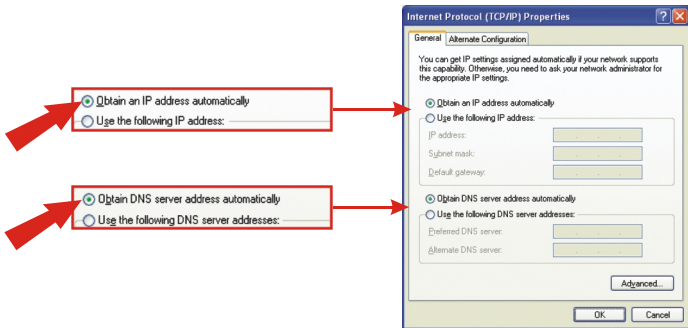 Obtain an IP address automatically
Use the following IP address:
Obtain DNS server address automatically
Use the following DNS server addresses:
Internet Protocol (TCP/IP) Properties
General
Alternate Configuration
You can get IP settings assigned automatically if your network supports
this capability. Otherwise, you need to ask your network administrator for
the appropriate IP settings.
Obtain an IP address automatically
Use the following IP address:
IP address:
Subnet mask:
Default gateway:
Obtain DNS server address automatically
Use the following DNS server addresses:
Preferred DNS server:
Alternate DNS server:
Advanced...
OK
Cancel